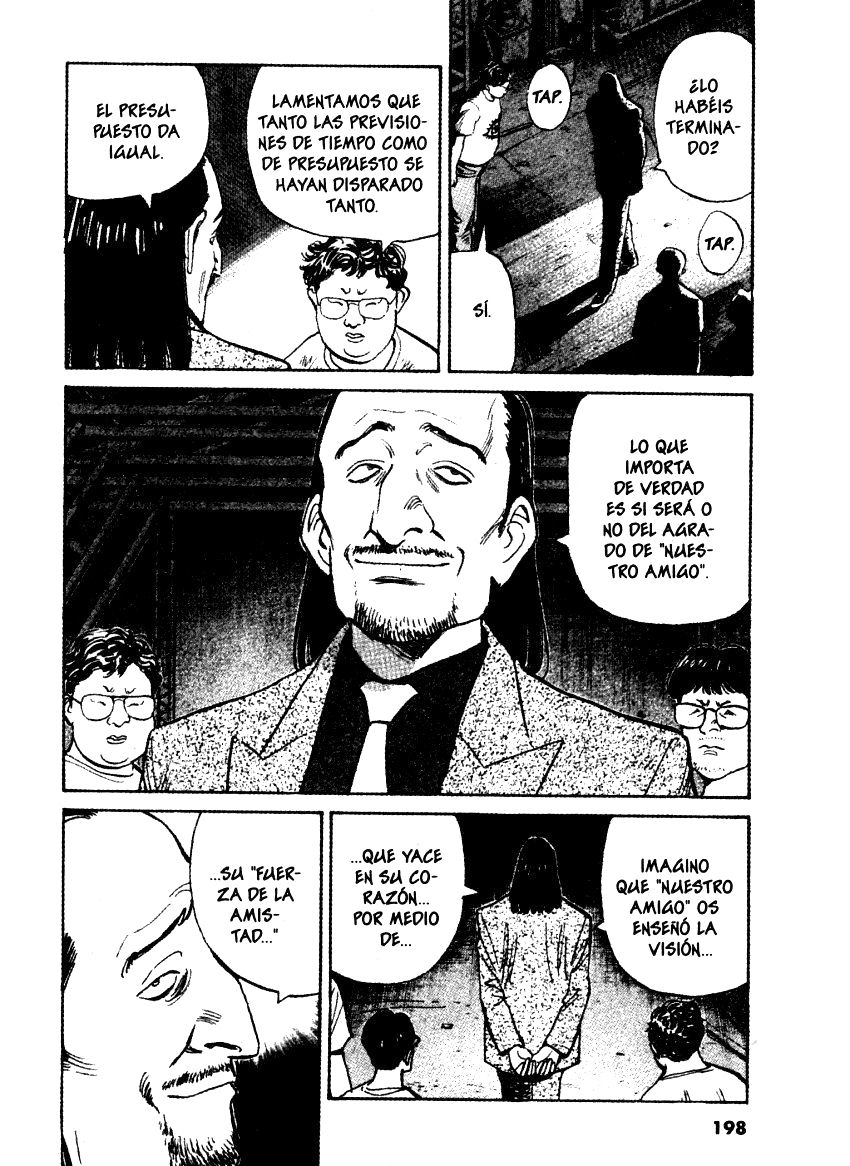 ¿LO
HABÉIS
TERMINA-
DO?
TAP.
TAP.
SÍ.
LAMENTAMOS QUE
TANTO LAS PREVISIO-
NES DE TIEMPO COMO
DE PRESUPUESTO SE
HAYAN DISPARADO
TANTO.
EL PRESU-
PUESTO DA
IGUAL.
LO QUE
IMPORTA
DE VERDAD
ES SI SERÁ O
NO DEL AGRA-
DO DE "NUES-
TRO AMIGO".
IMAGINO
QUE "NUESTRO
AMIGO" OS
ENSEÑÓ LA
VISIÓN...
...QUE YACE
EN SU CO-
RAZÓN...
POR MEDIO
DE...
...SU "FUER-
ZA DE LA
AMIS-
TAD..."
198